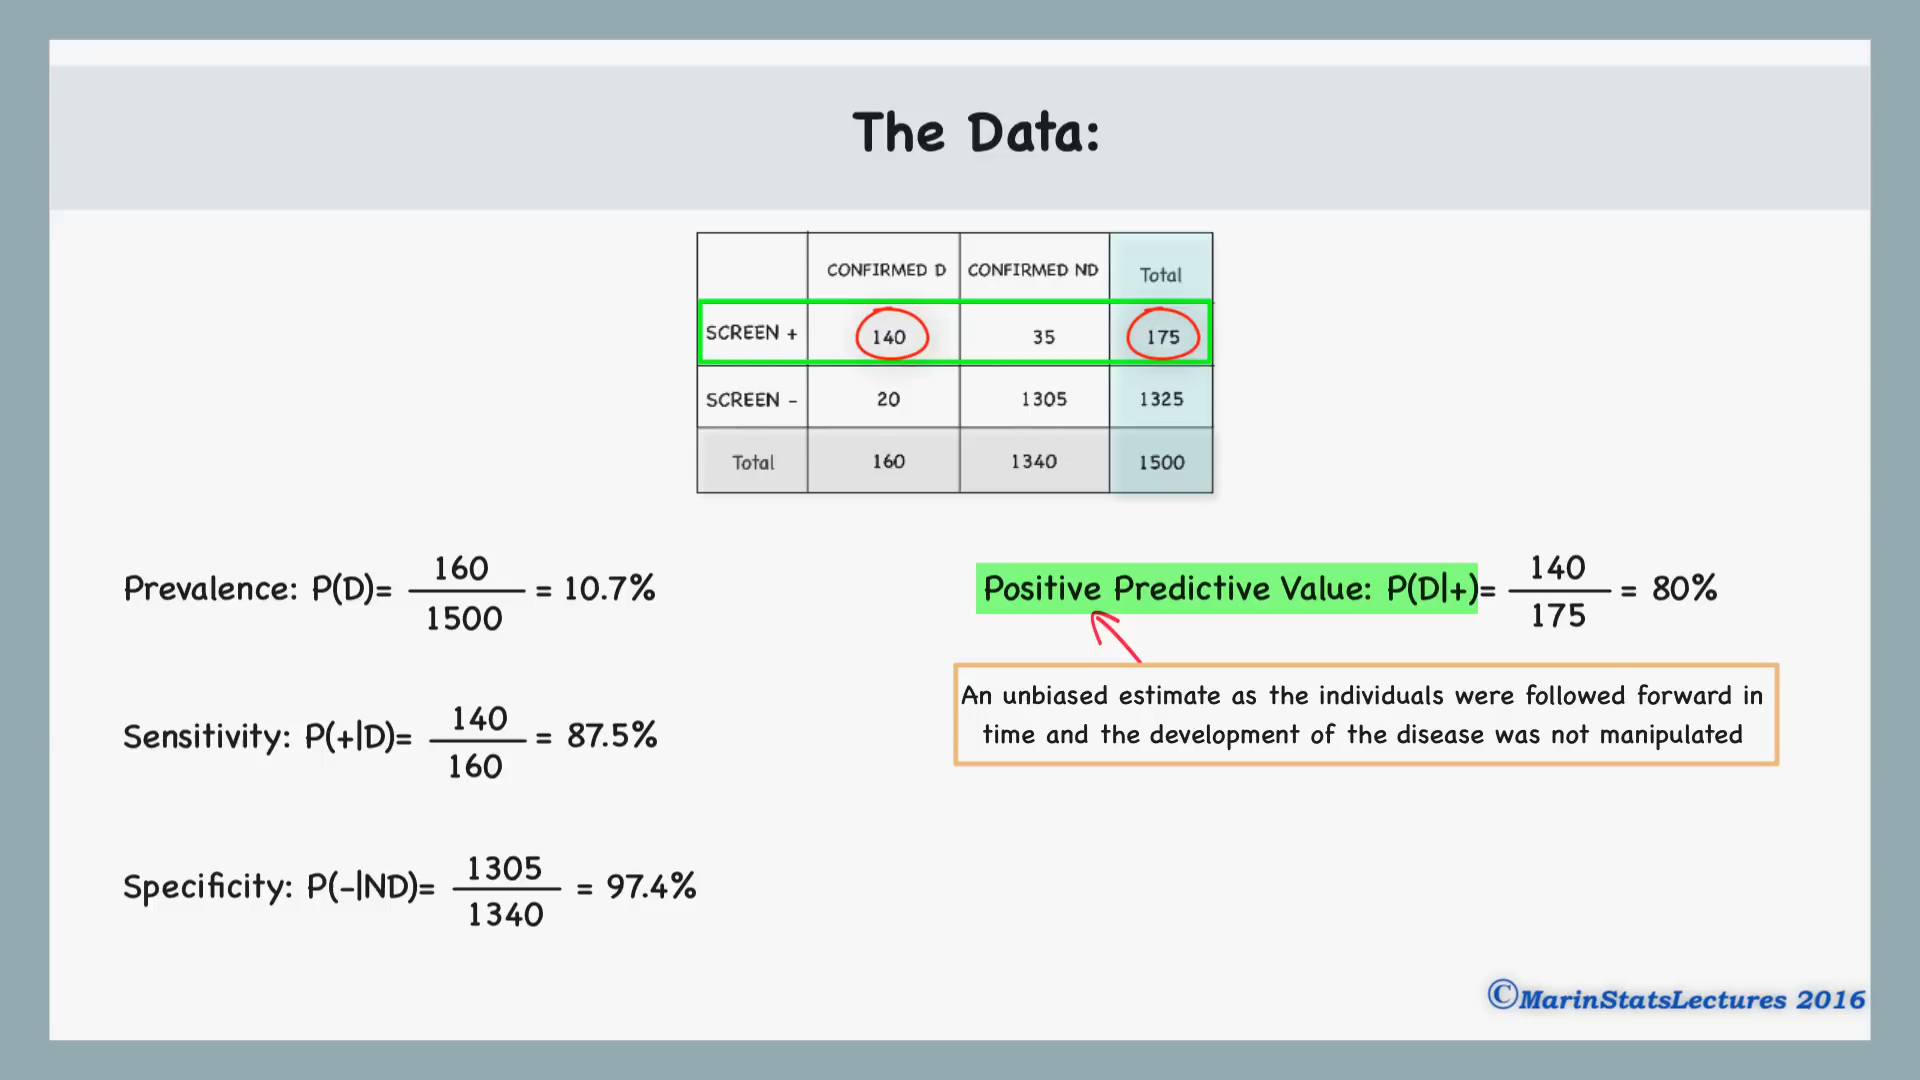 The Data:
CONFIRMED D CONFIRMED ND Total
SCREEN + 140 35 175
SCREEN - 20 1305 1325
Total 160 1340 1500
Prevalence: P(D)= 160/1500 = 10.7%
Positive Predictive Value: P(D|+)= 140/175 = 80%
An unbiased estimate as the individuals were followed forward in
time and the development of the disease was not manipulated
Sensitivity: P(+|D)= 140/160 = 87.5%
Specificity: P(-|ND)= 1305/1340 = 97.4%
©MarinStatsLectures 2016